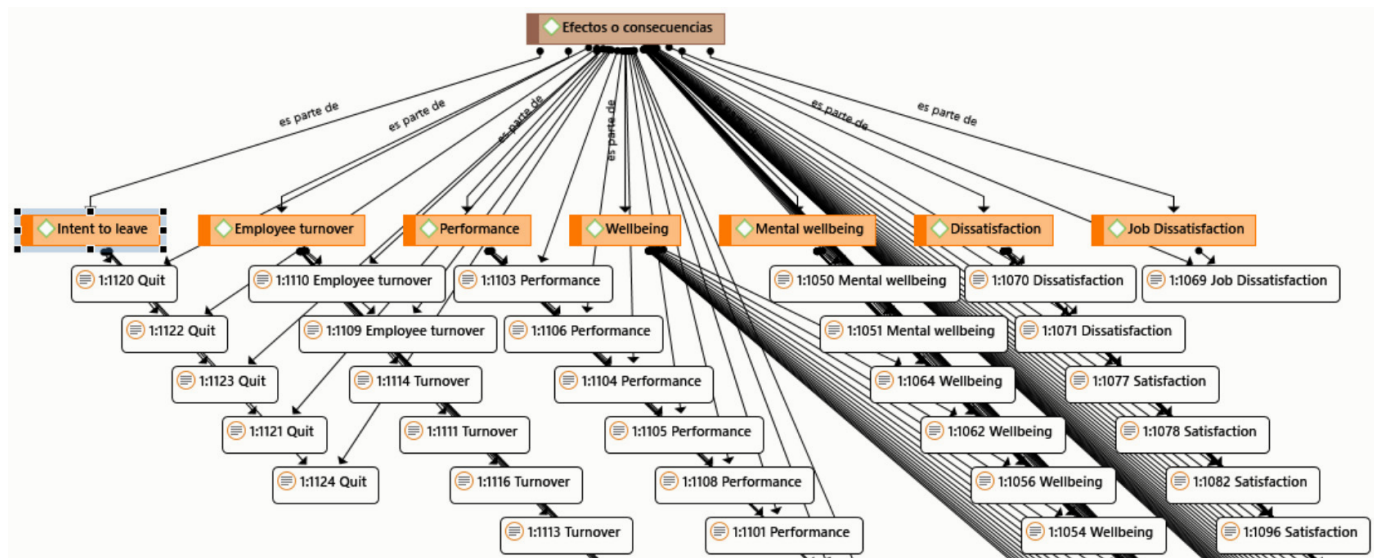 Efectos o consecuencias
es parte de
es parte de
es parte de
es parte de
es parte de
es parte de
es parte de
Intent to leave
Employee turnover
Performance
Wellbeing
Mental wellbeing
Dissatisfaction
Job Dissatisfaction
1:1120 Quit
1:1110 Employee turnover
1:1103 Performance
1:1050 Mental wellbeing
1:1070 Dissatisfaction
1:1069 Job Dissatisfaction
1:1122 Quit
1:1109 Employee turnover
1:1106 Performance
1:1051 Mental wellbeing
1:1071 Dissatisfaction
1:1123 Quit
1:1114 Turnover
1:1104 Performance
1:1064 Wellbeing
1:1077 Satisfaction
1:1121 Quit
1:1111 Turnover
1:1105 Performance
1:1062 Wellbeing
1:1078 Satisfaction
1:1124 Quit
1:1116 Turnover
1:1108 Performance
1:1056 Wellbeing
1:1082 Satisfaction
1:1113 Turnover
1:1101 Performance
1:1054 Wellbeing
1:1096 Satisfaction